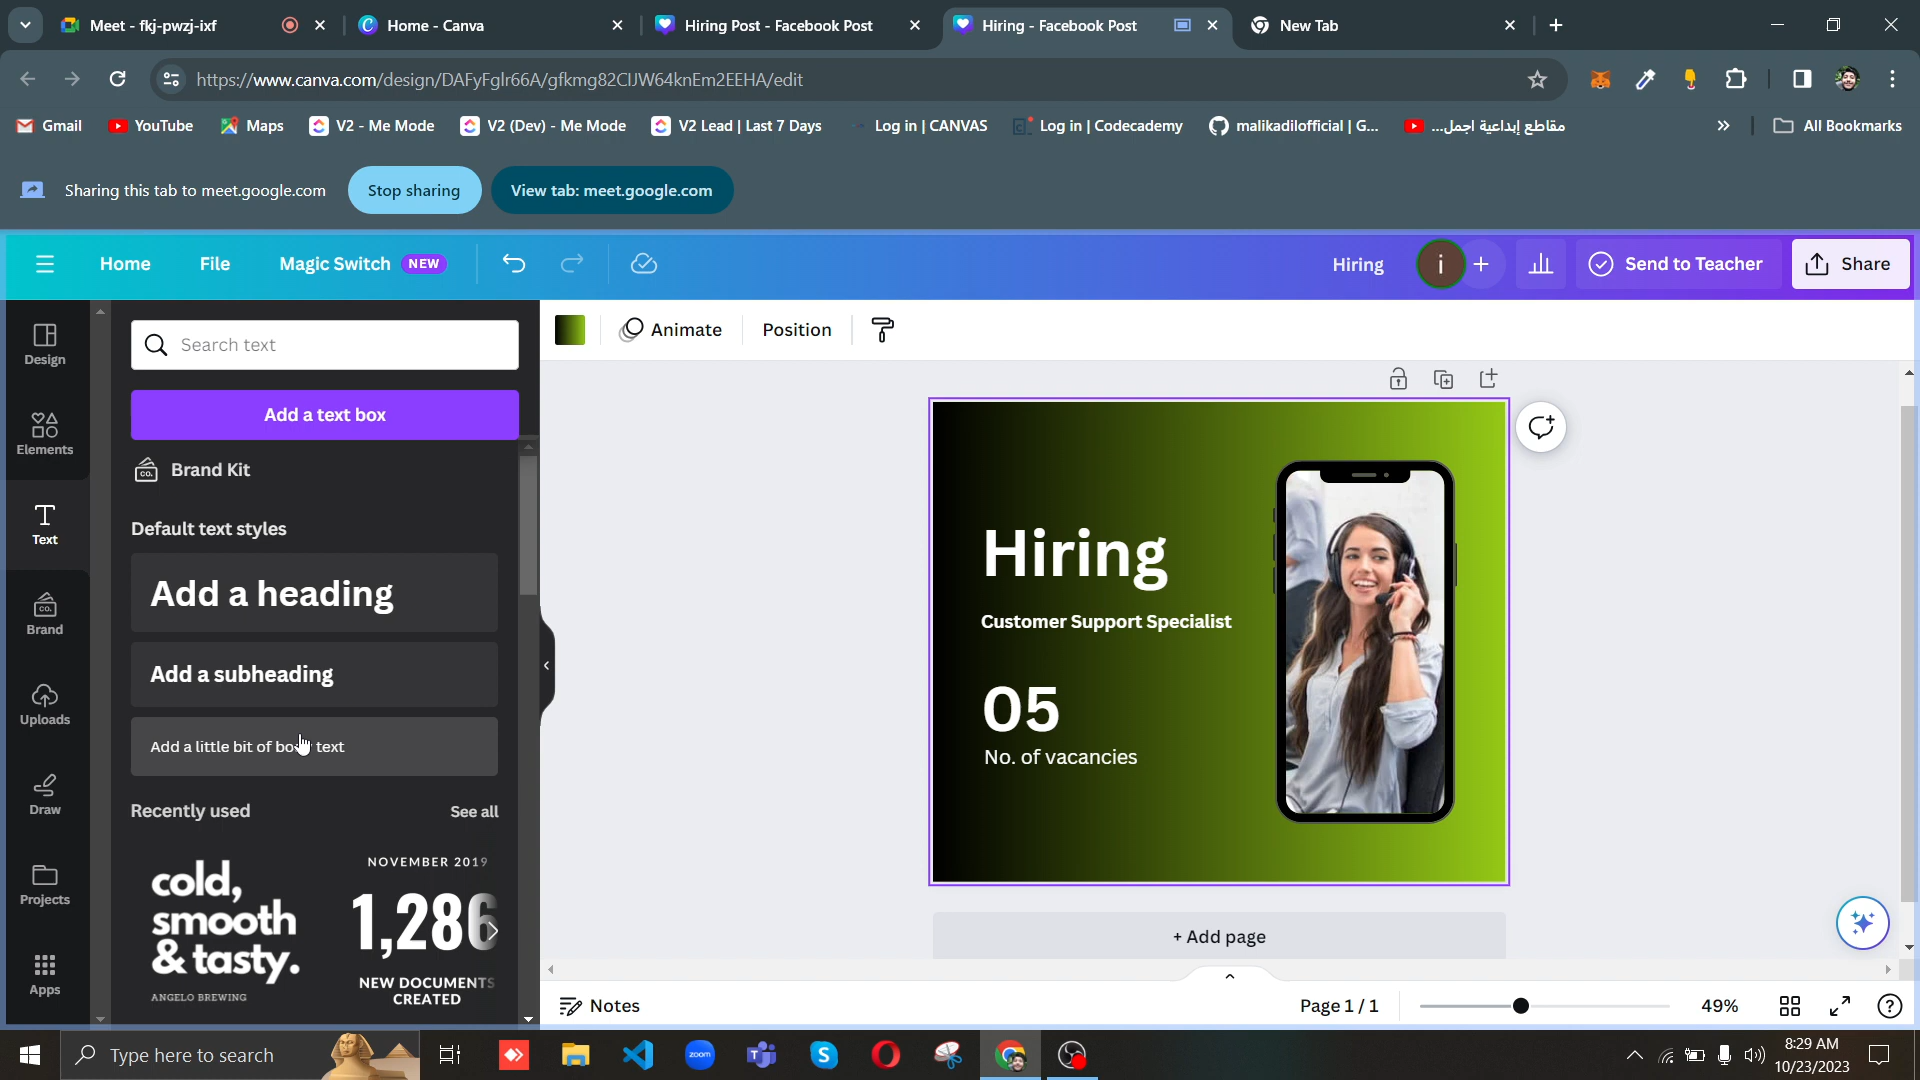 Meet - fkj-pwzj-ixf
Home - Canva
Hiring Post - Facebook Post
Hiring - Facebook Post
New Tab
https://www.canva.com/design/DAFyFglr66A/gfkmg82ClJW64knEm2EEHA/edit
Gmail
YouTube
Maps
V2 - Me Mode
V2 (Dev) - Me Mode
V2 Lead | Last 7 Days
Log in | CANVAS
Log in | Codecademy
malikadilofficial | G...
مقاطع إبداعية اجمل...
All Bookmarks
Sharing this tab to meet.google.com
Stop sharing
View tab: meet.google.com
Home
File
Magic Switch NEW
Hiring
i
Send to Teacher
Share
Design
Elements
Text
Brand
Uploads
Draw
Projects
Apps
Search text
Add a text box
Brand Kit
Default text styles
Add a heading
Add a subheading
Add a little bit of body text
Recently used
See all
cold,
smooth
& tasty.
ANGELO BREWING
NOVEMBER 2019
1,286
NEW DOCUMENTS
CREATED
Animate
Position
Hiring
Customer Support Specialist
05
No. of vacancies
+ Add page
Notes
Page 1 / 1
49%
Type here to search
zoom
8:29 AM
10/23/2023